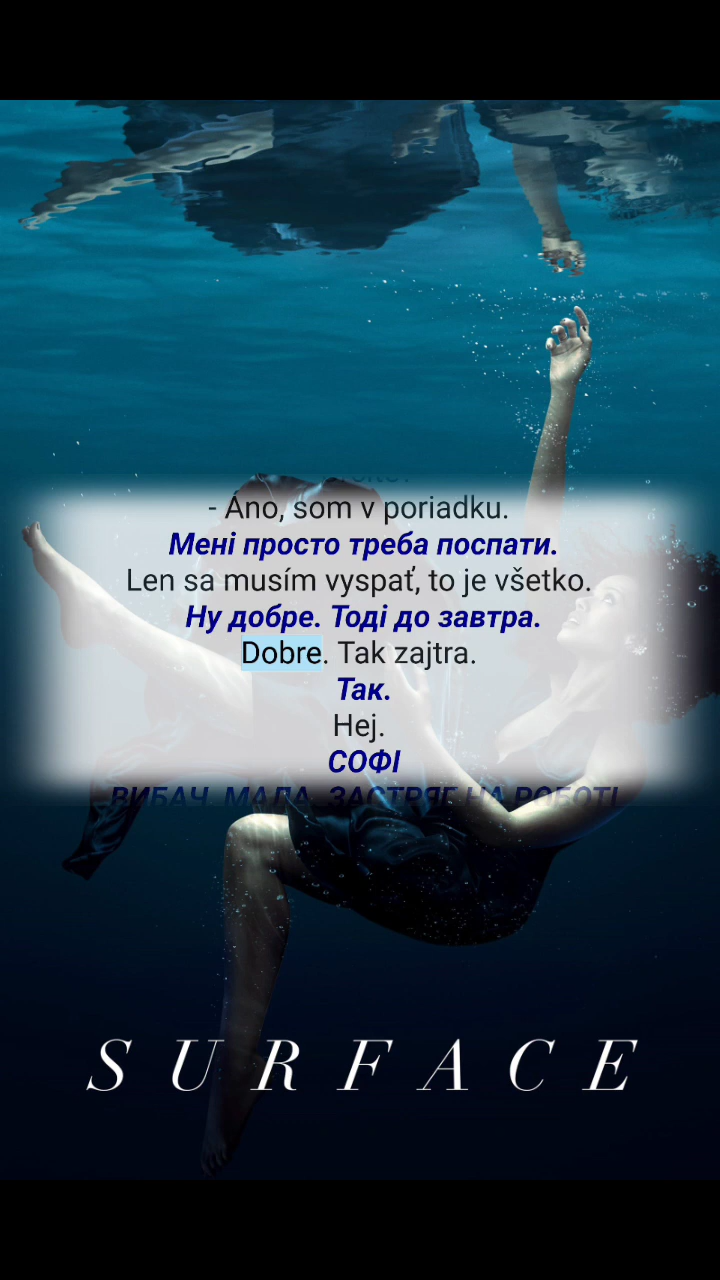 - Áno, som v poriadku.
Мені просто треба поспати.
Len sa musím vyspať, to je všetko.
Ну добре. Тоді до завтра.
Dobre. Tak zajtra.
Так.
Hej.
СОФІ
ВИБАЧ, МАЛА, ЗАСТРЯГ НА РОБОТІ
SURFACE